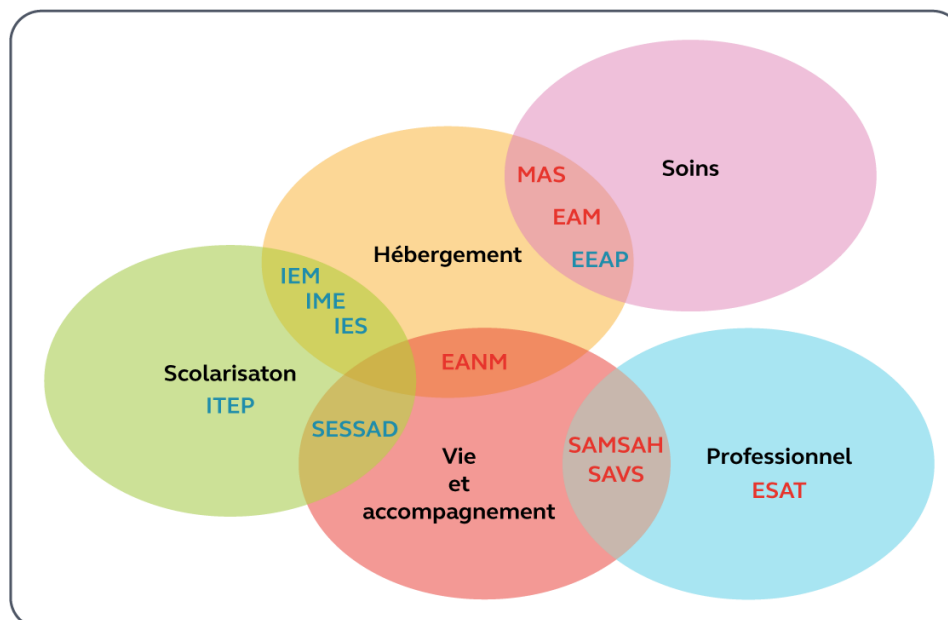 Soins
MAS
EAM
EEAP
Hébergement
IEM
IME
IES
EANM
Scolarisaton
ITEP
SESSAD
Vie
et
accompagnement
SAMSAH
SAVS
Professionnel
ESAT